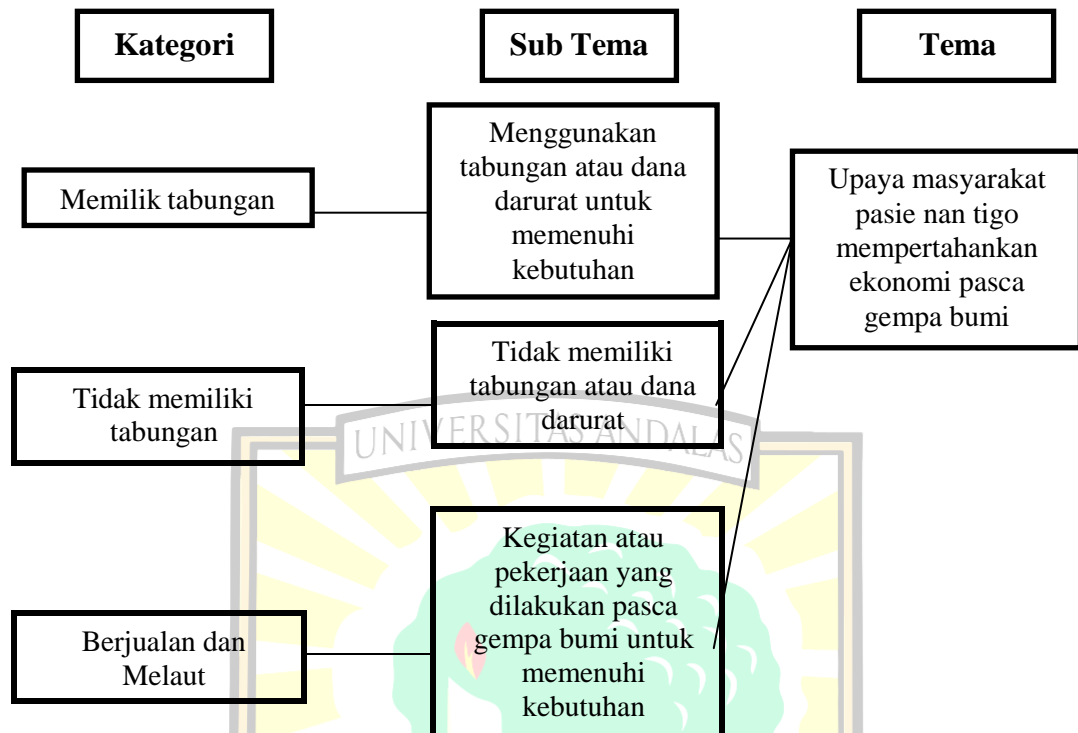 Kategori
Sub Tema
Tema
Memilik tabungan
Menggunakan
tabungan atau dana
darurat untuk
memenuhi
kebutuhan
Upaya masyarakat
pasie nan tigo
mempertahankan
ekonomi pasca
gempa bumi
Tidak memiliki
tabungan
Tidak memiliki
tabungan atau dana
darurat
UNIVERSITAS ANDALAS
Berjualan dan
Melaut
Kegiatan atau
pekerjaan yang
dilakukan pasca
gempa bumi untuk
memenuhi
kebutuhan